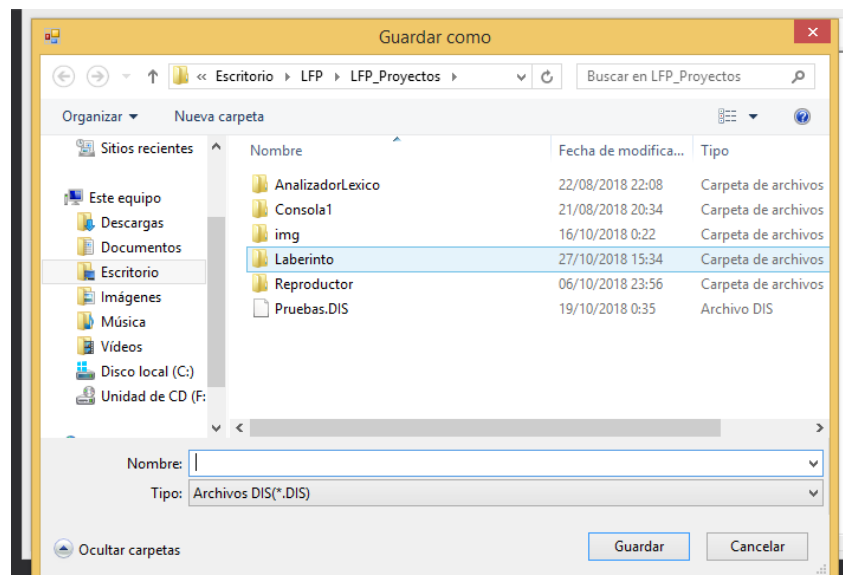 Guardar como
« Escritorio LFP LFP_Proyectos Buscar en LFP_Proyectos
Organizar Nueva carpeta
Sitios recientes
Este equipo
Descargas
Documentos
Escritorio
Imágenes
Música
Vídeos
Disco local (C:)
Unidad de CD (F:
Nombre Fecha de modifica... Tipo
AnalizadorLexico 22/08/2018 22:08 Carpeta de archivos
Consola1 21/08/2018 20:34 Carpeta de archivos
img 16/10/2018 0:22 Carpeta de archivos
Laberinto 27/10/2018 15:34 Carpeta de archivos
Reproductor 06/10/2018 23:56 Carpeta de archivos
Pruebas.DIS 19/10/2018 0:35 Archivo DIS
Nombre:
Tipo: Archivos DIS(*.DIS)
Ocultar carpetas Guardar Cancelar